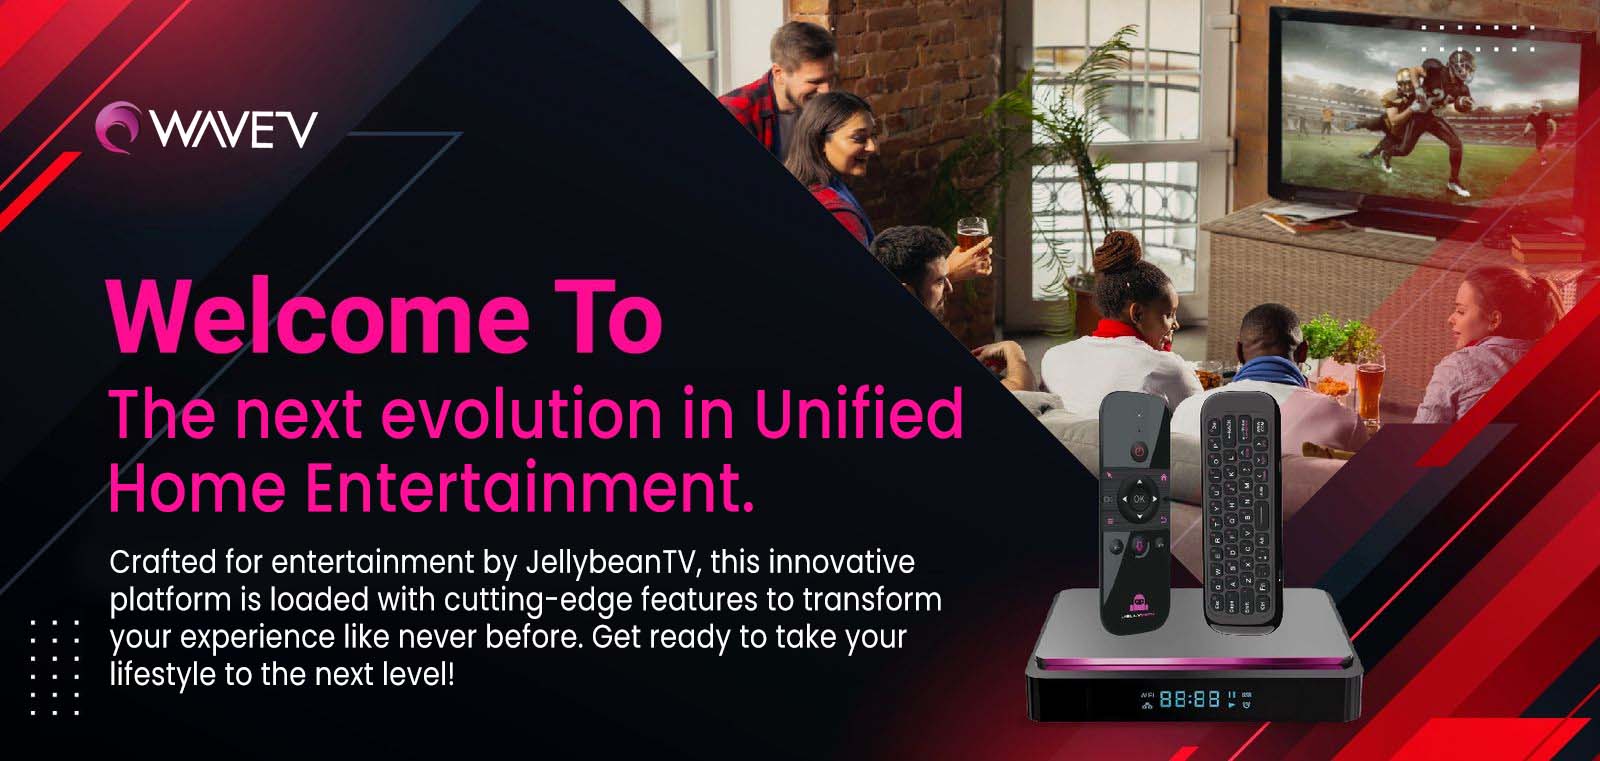 WAVETV
Welcome To
The next evolution in Unified
Home Entertainment.
Crafted for entertainment by JellybeanTV, this innovative
platform is loaded with cutting-edge features to transform
your experience like never before. Get ready to take your
lifestyle to the next level!
OK
88:88